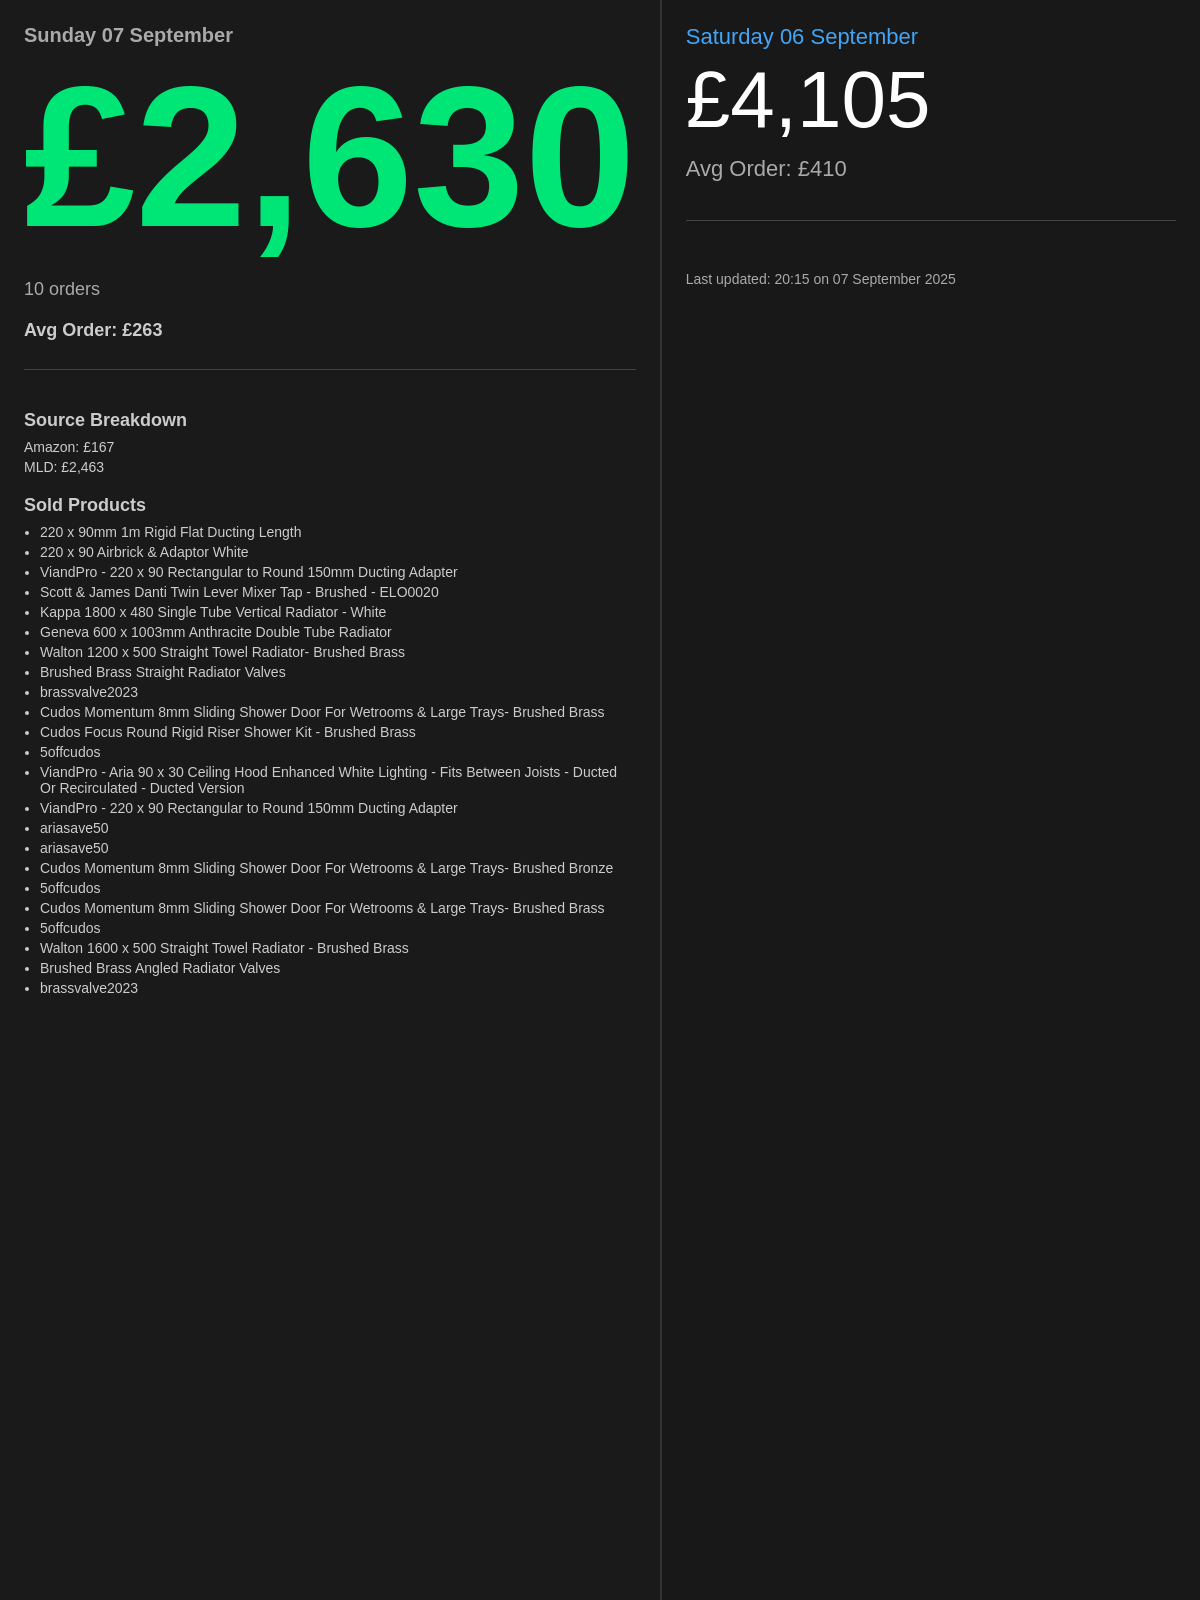 Sunday 07 September
£2,630
10 orders
Avg Order: £263
Source Breakdown
Amazon: £167
MLD: £2,463
Sold Products
220 x 90mm 1m Rigid Flat Ducting Length
220 x 90 Airbrick & Adaptor White
ViandPro - 220 x 90 Rectangular to Round 150mm Ducting Adapter
Scott & James Danti Twin Lever Mixer Tap - Brushed - ELO0020
Kappa 1800 x 480 Single Tube Vertical Radiator - White
Geneva 600 x 1003mm Anthracite Double Tube Radiator
Walton 1200 x 500 Straight Towel Radiator- Brushed Brass
Brushed Brass Straight Radiator Valves
brassvalve2023
Cudos Momentum 8mm Sliding Shower Door For Wetrooms & Large Trays- Brushed Brass
Cudos Focus Round Rigid Riser Shower Kit - Brushed Brass
5offcudos
ViandPro - Aria 90 x 30 Ceiling Hood Enhanced White Lighting - Fits Between Joists - Ducted
Or Recirculated - Ducted Version
ViandPro - 220 x 90 Rectangular to Round 150mm Ducting Adapter
ariasave50
ariasave50
Cudos Momentum 8mm Sliding Shower Door For Wetrooms & Large Trays- Brushed Bronze
5offcudos
Cudos Momentum 8mm Sliding Shower Door For Wetrooms & Large Trays- Brushed Brass
5offcudos
Walton 1600 x 500 Straight Towel Radiator - Brushed Brass
Brushed Brass Angled Radiator Valves
brassvalve2023
Saturday 06 September
£4,105
Avg Order: £410
Last updated: 20:15 on 07 September 2025